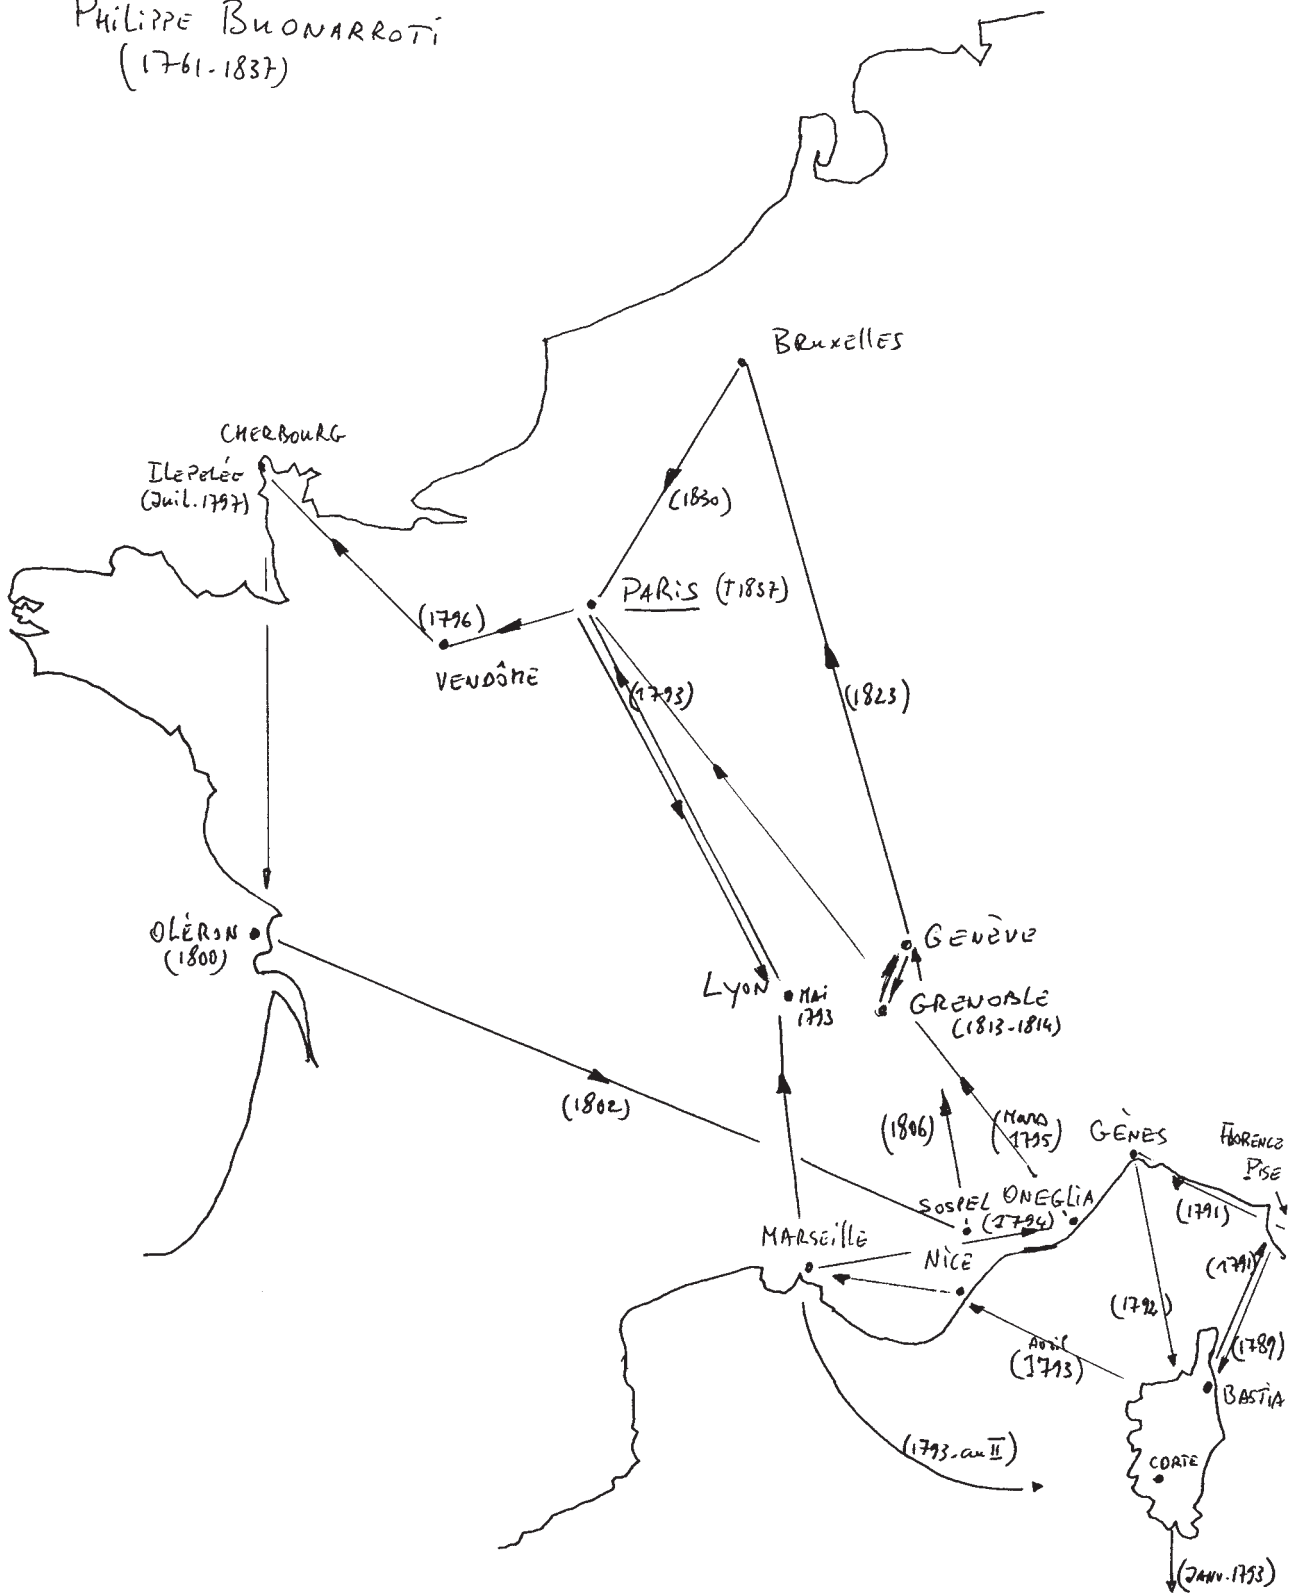 PHILIPPE BUONARROTI
(1761-1837)
BRUXELLES
CHERBOURG
ILE PELÉE
(Juil. 1797)
(1830)
PARIS (†1837)
(1796)
VENDÔME
(1793)
(1823)
OLÉRON
(1800)
GENÈVE
LYON
MAI
1793
GRENOBLE
(1813-1814)
(1802)
(1806)
(MARS
1795)
GÈNES
FLORENCE
PISE
SOSPEL
ONEGLIA
(1794)
(1791)
MARSEILLE
NICE
(1791)
(1792)
AVRIL
(1793)
(1789)
BASTIA
(1793-an II)
CORTE
(JANV. 1793)